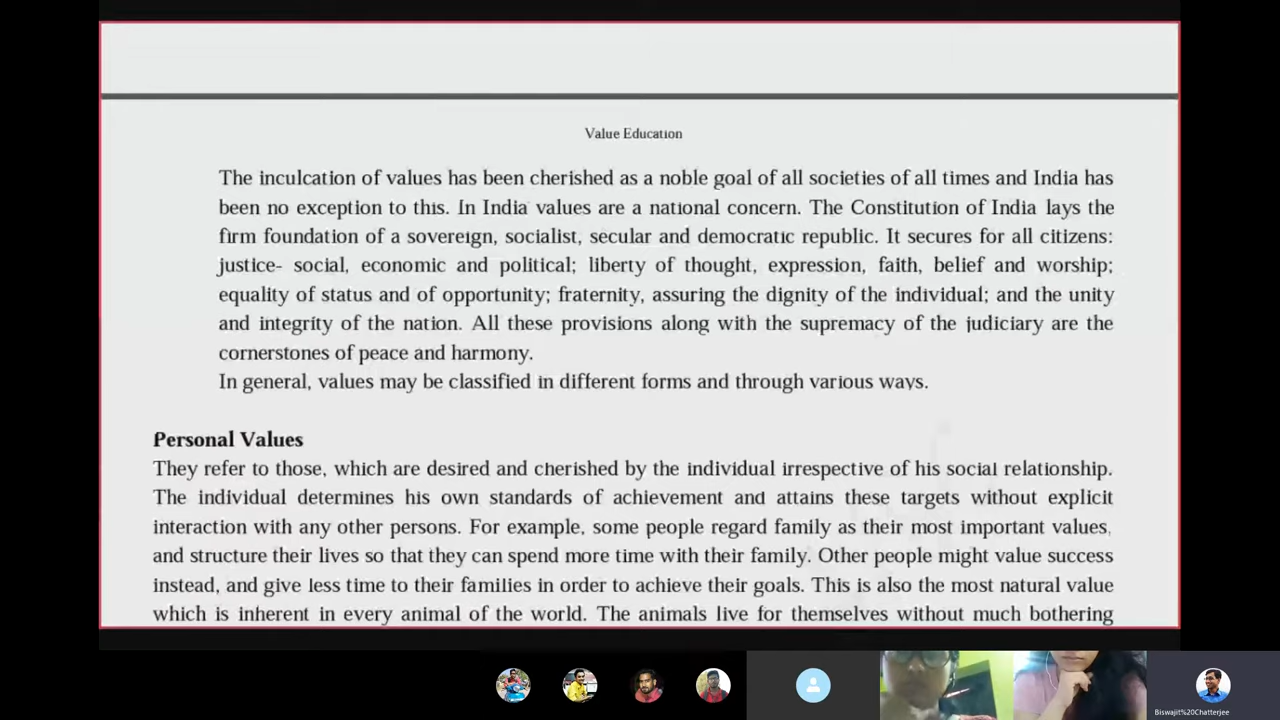 Value Education
The inculcation of values has been cherished as a noble goal of all societies of all times and India has
been no exception to this. In India values are a national concern. The Constitution of India lays the
firm foundation of a sovereign, socialist, secular and democratic republic. It secures for all citizens:
justice- social, economic and political; liberty of thought, expression, faith, belief and worship;
equality of status and of opportunity; fraternity, assuring the dignity of the individual; and the unity
and integrity of the nation. All these provisions along with the supremacy of the judiciary are the
cornerstones of peace and harmony.
In general, values may be classified in different forms and through various ways.
Personal Values
They refer to those, which are desired and cherished by the individual irrespective of his social relationship.
The individual determines his own standards of achievement and attains these targets without explicit
interaction with any other persons. For example, some people regard family as their most important values,
and structure their lives so that they can spend more time with their family. Other people might value success
instead, and give less time to their families in order to achieve their goals. This is also the most natural value
which is inherent in every animal of the world. The animals live for themselves without much bothering
Biswajit%20Chatterjee